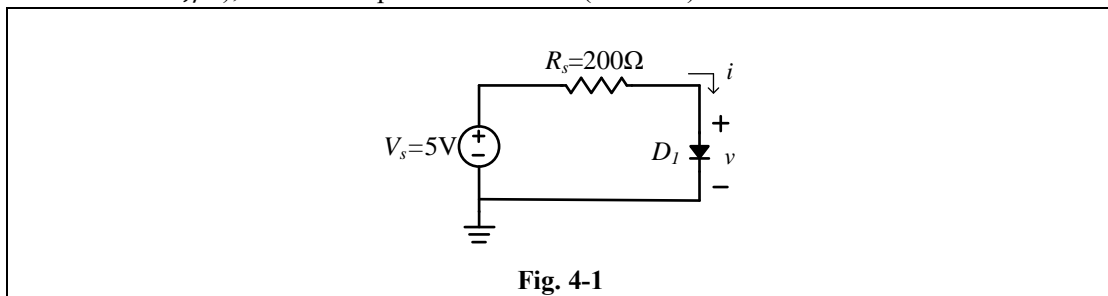 R_s=200Ω
i
+
V_s=5V
+
−
D_1
v
−
Fig. 4-1